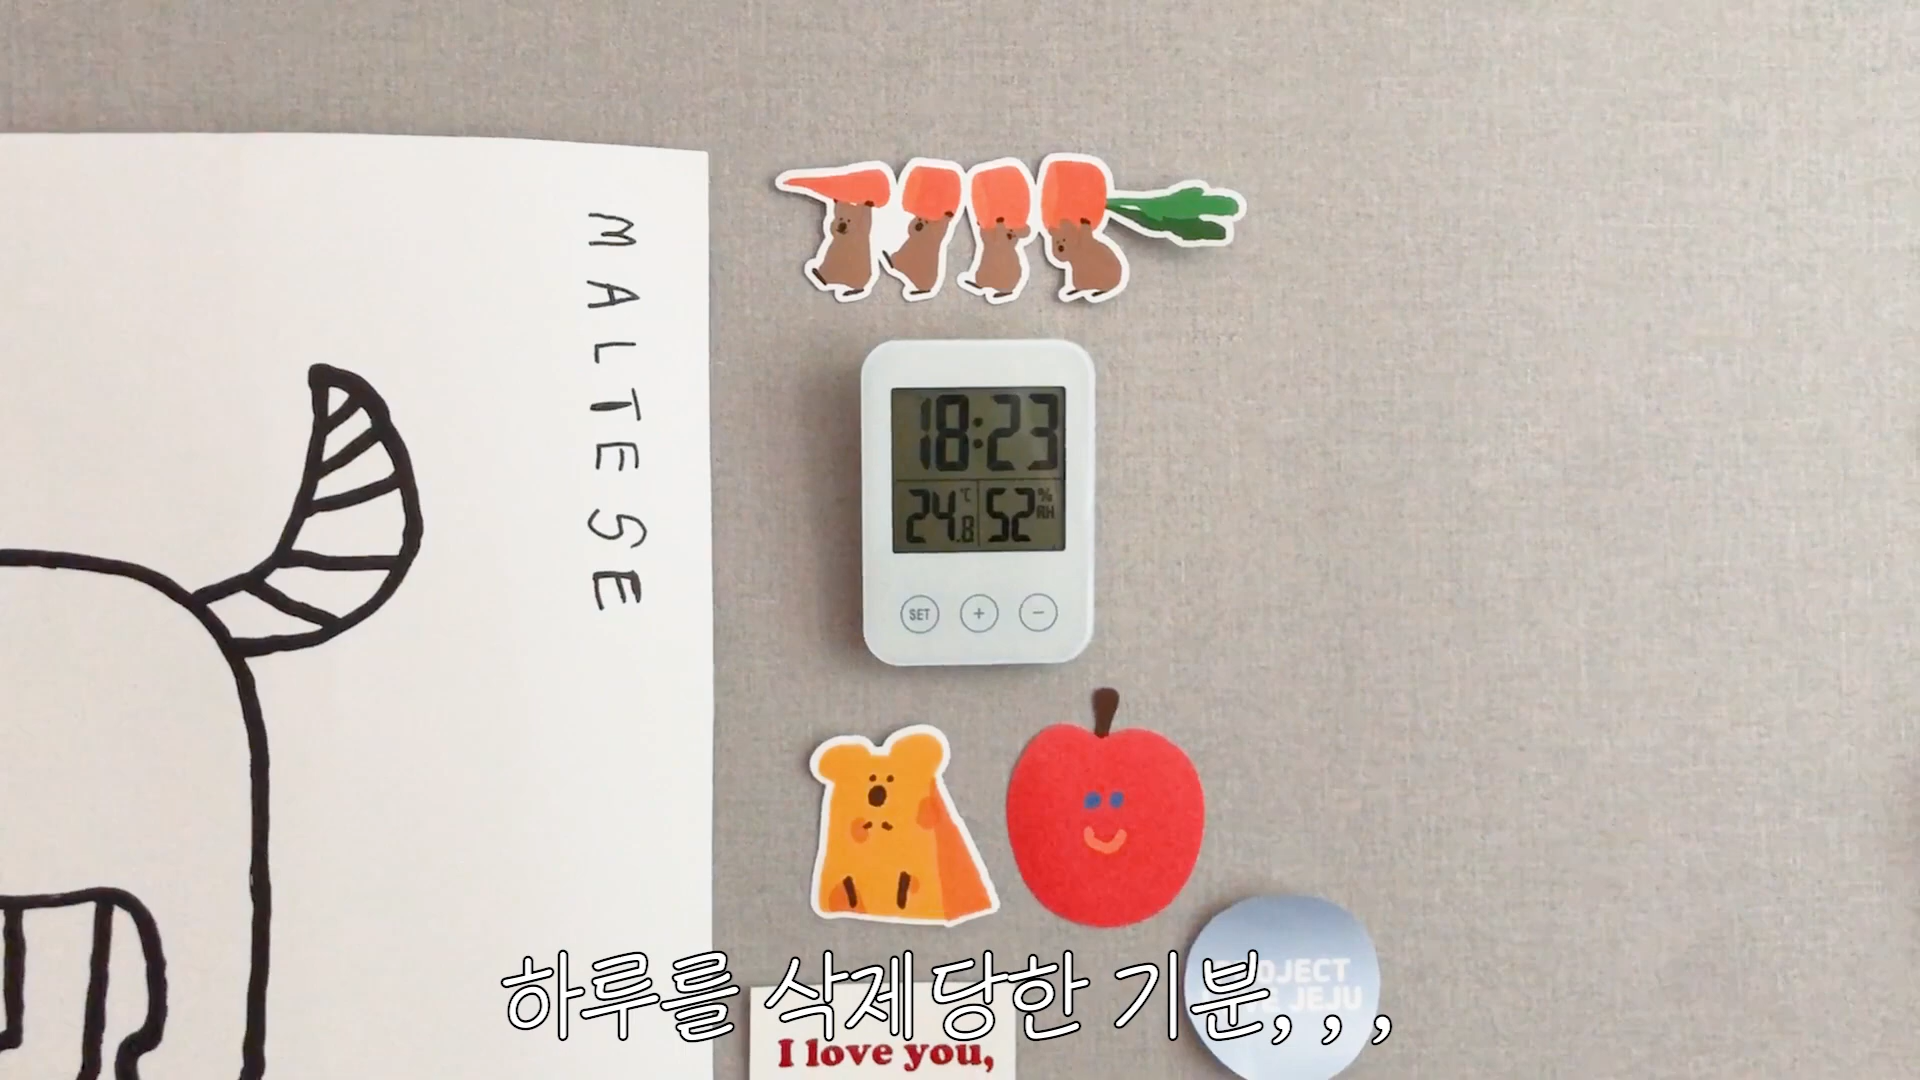 MALTESE
18:23
24.8 °C 52 % RH
SET + −
하루를 삭제당한 기분, , ,
I love you,
JEJU